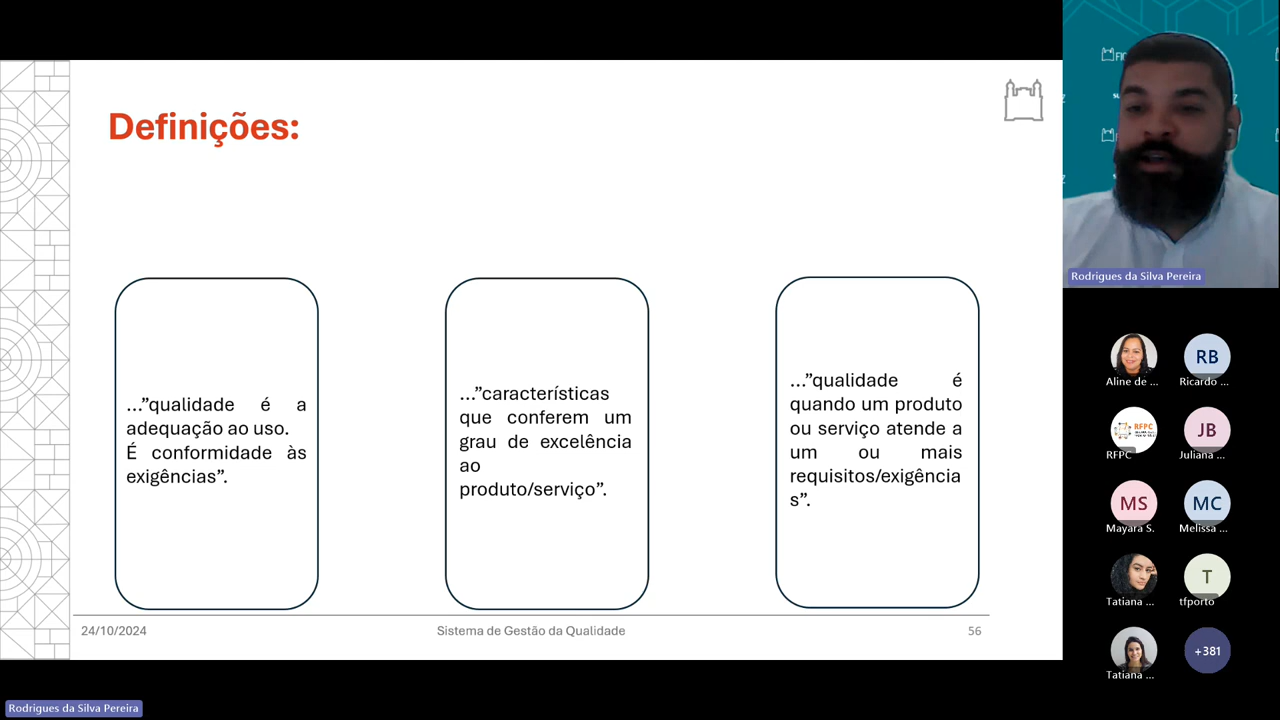 Definições:
...”qualidade é a
adequação ao uso.
É conformidade às
exigências”.
...”características
que conferem um
grau de excelência
ao
produto/serviço”.
...”qualidade é
quando um produto
ou serviço atende a
um ou mais
requisitos/exigência
s”.
24/10/2024
Sistema de Gestão da Qualidade
56
Rodrigues da Silva Pereira
Aline de ...
RB
Ricardo ...
RFPC
RFPC
JB
Juliana ...
MS
Mayara S.
MC
Melissa ...
Tatiana ...
T
tfporto
Tatiana ...
+381
Rodrigues da Silva Pereira